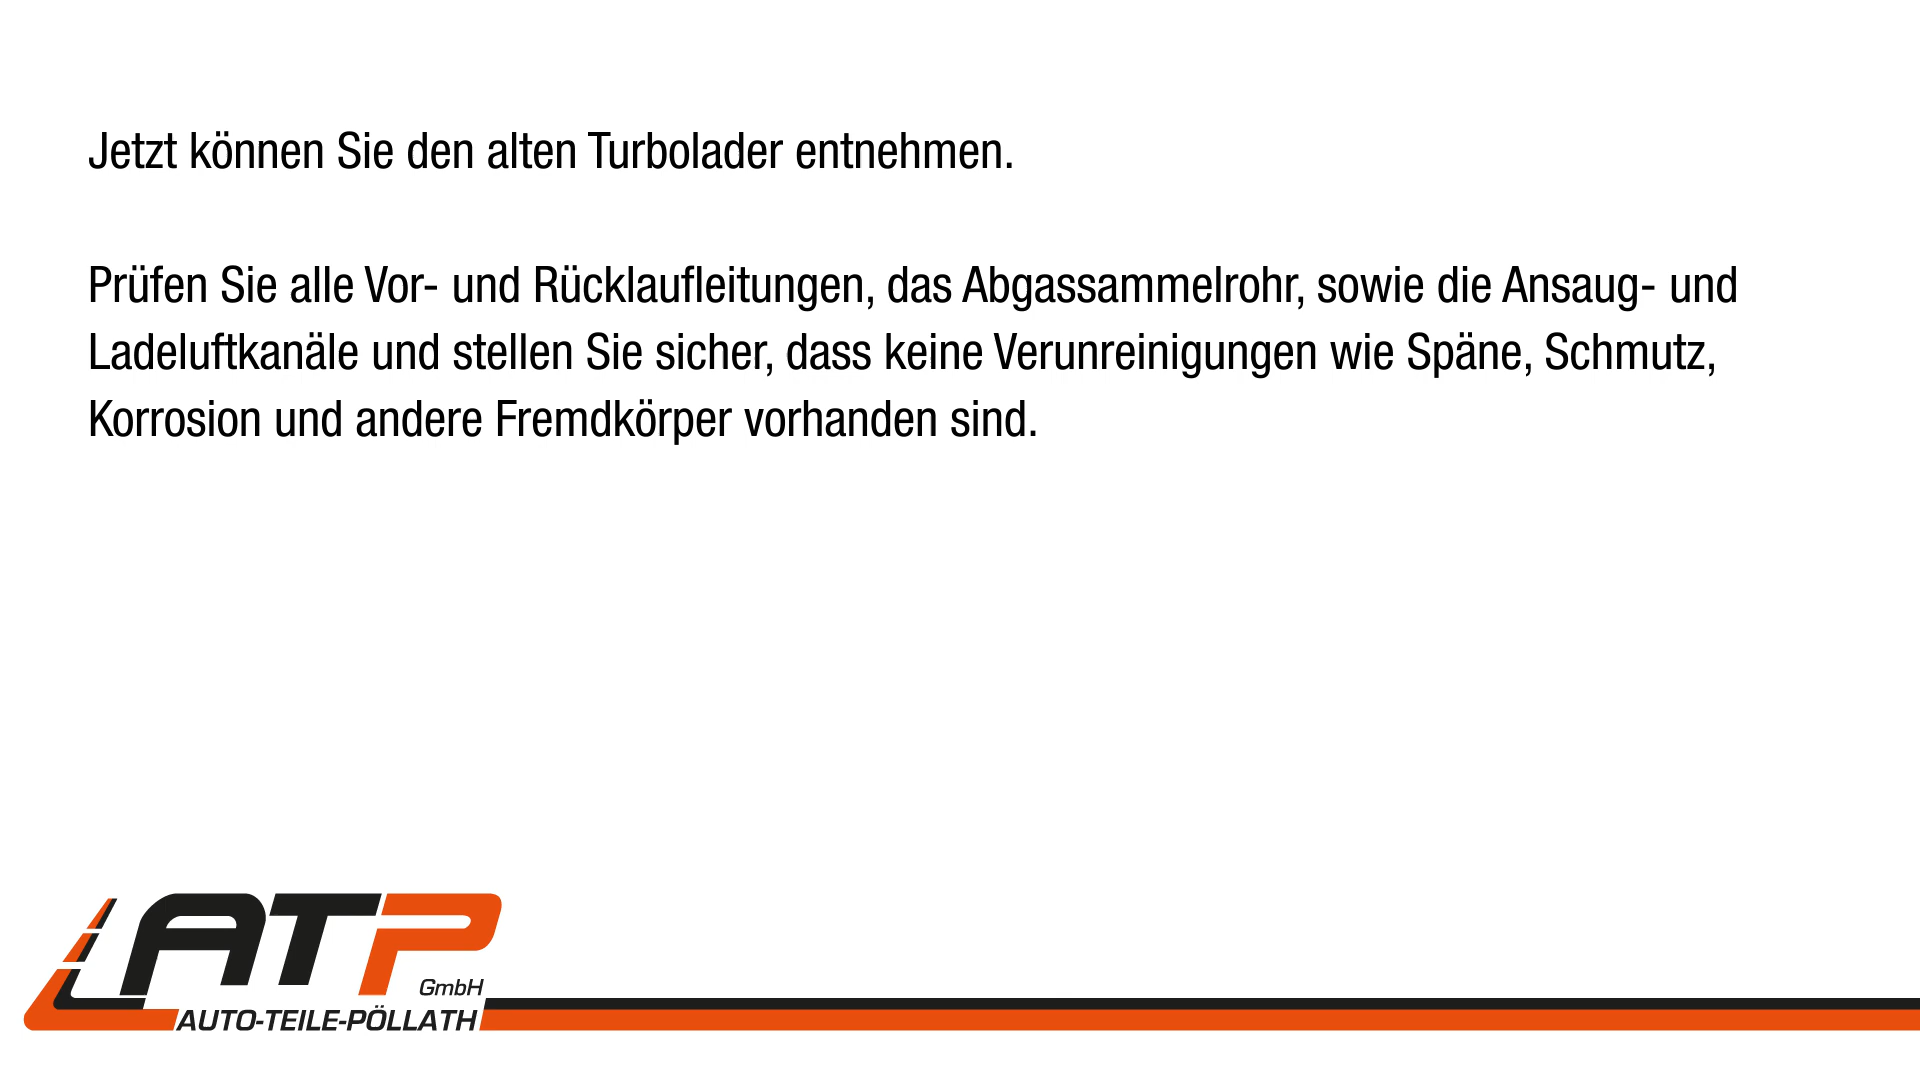 Jetzt können Sie den alten Turbolader entnehmen.
Prüfen Sie alle Vor- und Rücklaufleitungen, das Abgassammelrohr, sowie die Ansaug- und
Ladeluftkanäle und stellen Sie sicher, dass keine Verunreinigungen wie Späne, Schmutz,
Korrosion und andere Fremdkörper vorhanden sind.
ATP
GmbH
AUTO-TEILE-PÖLLATH